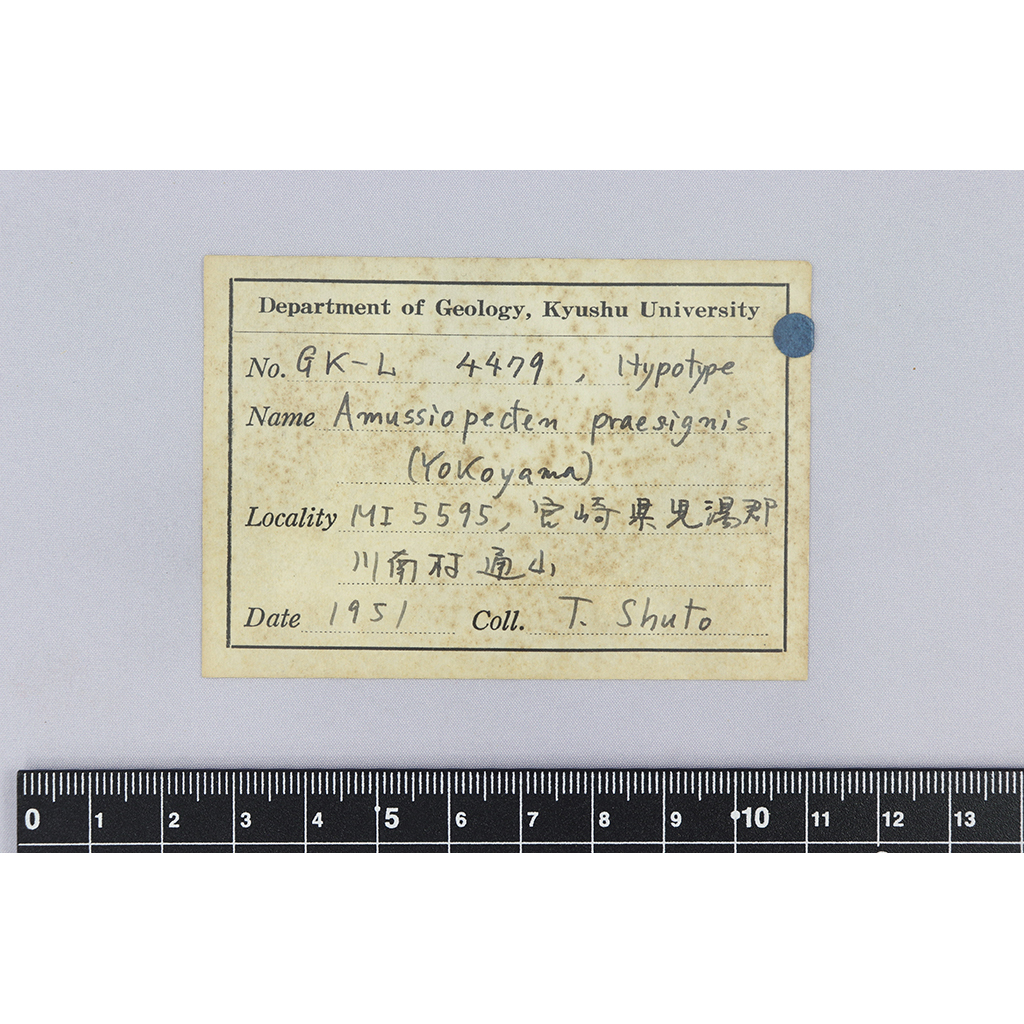 Department of Geology, Kyushu University
No. GK-L 4479, Hypotype
Name Amussiopecten praesignis
(Yokoyama)
Locality MI 5595, 宮崎県児湯郡
川南村通山
Date 1951 Coll. T. Shuto
0 1 2 3 4 5 6 7 8 9 10 11 12 13